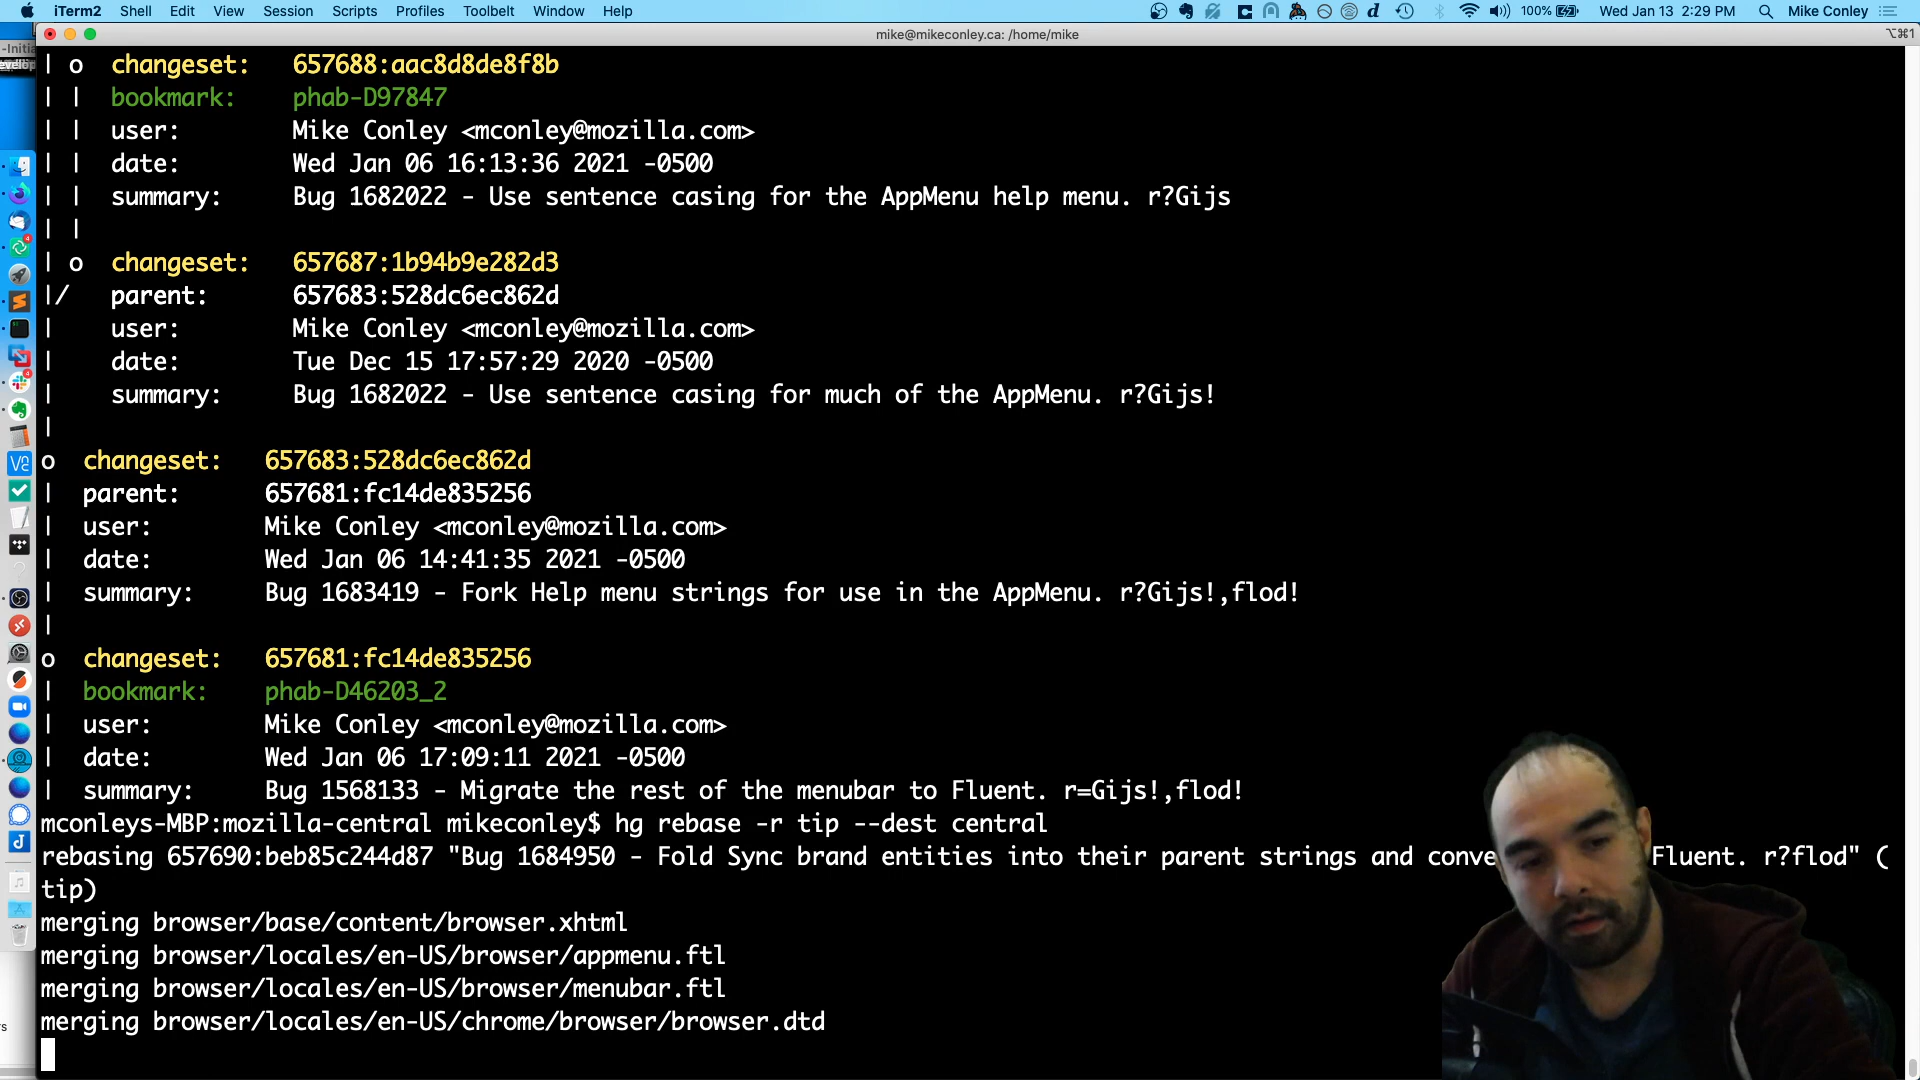 iTerm2 Shell Edit View Session Scripts Profiles Toolbelt Window Help 100% Wed Jan 13 2:29 PM Mike Conley
mike@mikeconley.ca: /home/mike ⌥⌘1
| o changeset: 657688:aac8d8de8f8b
| | bookmark: phab-D97847
| | user: Mike Conley <mconley@mozilla.com>
| | date: Wed Jan 06 16:13:36 2021 -0500
| | summary: Bug 1682022 - Use sentence casing for the AppMenu help menu. r?Gijs
| |
| o changeset: 657687:1b94b9e282d3
|/ parent: 657683:528dc6ec862d
| user: Mike Conley <mconley@mozilla.com>
| date: Tue Dec 15 17:57:29 2020 -0500
| summary: Bug 1682022 - Use sentence casing for much of the AppMenu. r?Gijs!
|
o changeset: 657683:528dc6ec862d
| parent: 657681:fc14de835256
| user: Mike Conley <mconley@mozilla.com>
| date: Wed Jan 06 14:41:35 2021 -0500
| summary: Bug 1683419 - Fork Help menu strings for use in the AppMenu. r?Gijs!,flod!
|
o changeset: 657681:fc14de835256
| bookmark: phab-D46203_2
| user: Mike Conley <mconley@mozilla.com>
| date: Wed Jan 06 17:09:11 2021 -0500
| summary: Bug 1568133 - Migrate the rest of the menubar to Fluent. r=Gijs!,flod!
mconleys-MBP:mozilla-central mikeconley$ hg rebase -r tip --dest central
rebasing 657690:beb85c244d87 "Bug 1684950 - Fold Sync brand entities into their parent strings and conve Fluent. r?flod" (
tip)
merging browser/base/content/browser.xhtml
merging browser/locales/en-US/browser/appmenu.ftl
merging browser/locales/en-US/browser/menubar.ftl
merging browser/locales/en-US/chrome/browser/browser.dtd